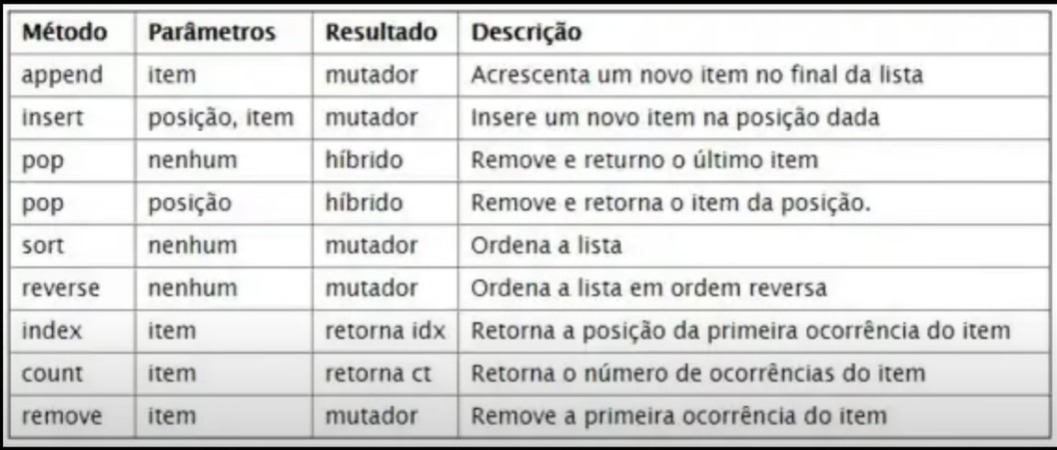 Método Parâmetros Resultado Descrição
append item mutador Acrescenta um novo item no final da lista
insert posição, item mutador Insere um novo item na posição dada
pop nenhum híbrido Remove e returno o último item
pop posição híbrido Remove e retorna o item da posição.
sort nenhum mutador Ordena a lista
reverse nenhum mutador Ordena a lista em ordem reversa
index item retorna idx Retorna a posição da primeira ocorrência do item
count item retorna ct Retorna o número de ocorrências do item
remove item mutador Remove a primeira ocorrência do item